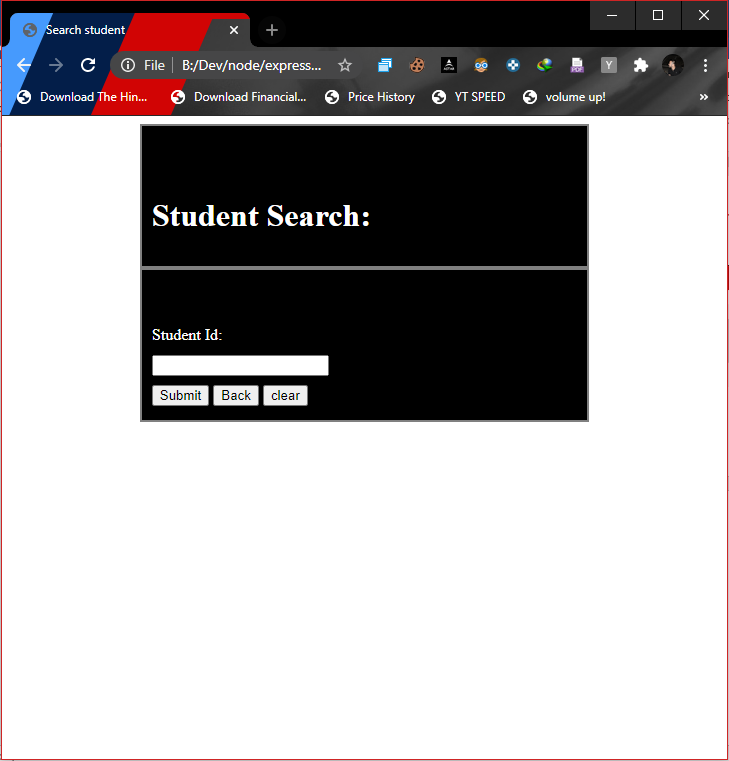 Search student
File B:/Dev/node/express...
Download The Hin... Download Financial... Price History YT SPEED volume up! »
Student Search:
Student Id:
Submit Back clear